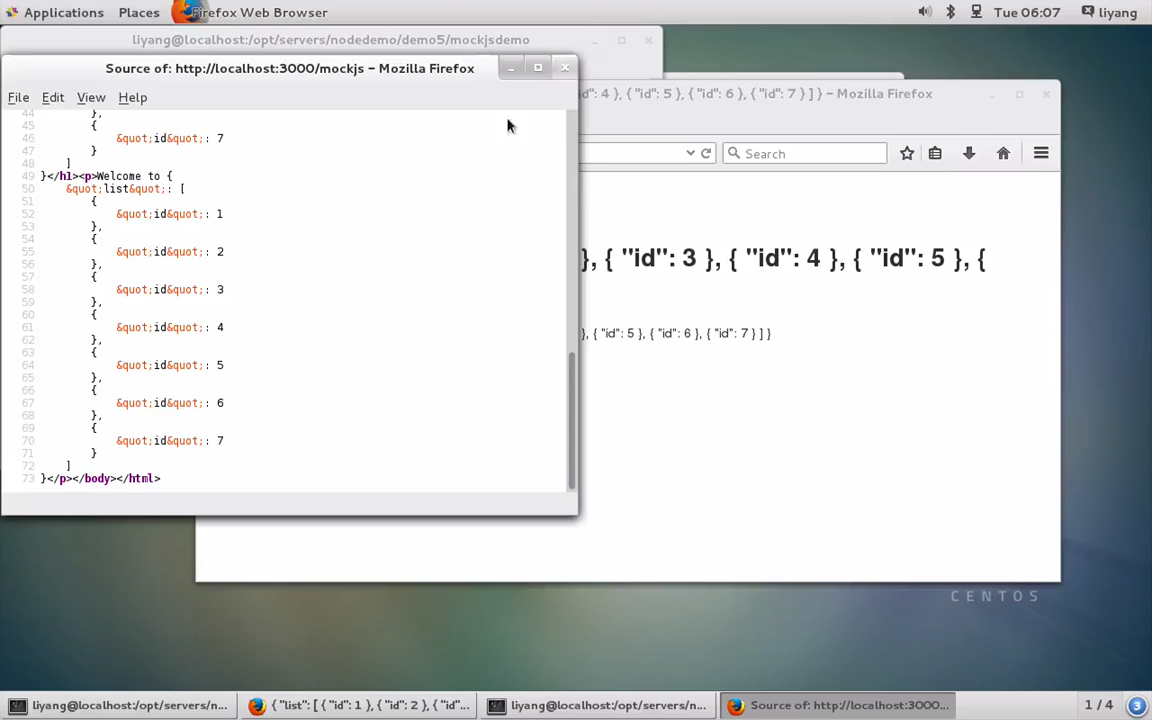 Applications Places Firefox Web Browser Tue 06:07 liyang
liyang@localhost:/opt/servers/nodedemo/demo5/mockjsdemo
Source of: http://localhost:3000/mockjs - Mozilla Firefox
File Edit View Help
44 },
45 {
46 &quot;id&quot;: 7
47 }
48 ]
49 }</h1><p>Welcome to {
50 &quot;list&quot;: [
51 {
52 &quot;id&quot;: 1
53 },
54 {
55 &quot;id&quot;: 2
56 },
57 {
58 &quot;id&quot;: 3
59 },
60 {
61 &quot;id&quot;: 4
62 },
63 {
64 &quot;id&quot;: 5
65 },
66 {
67 &quot;id&quot;: 6
68 },
69 {
70 &quot;id&quot;: 7
71 }
72 ]
73 }</p></body></html>
id": 4 }, { "id": 5 }, { "id": 6 }, { "id": 7 } ] } - Mozilla Firefox
Search
}, { "id": 3 }, { "id": 4 }, { "id": 5 }, {
}, { "id": 5 }, { "id": 6 }, { "id": 7 } ] }
CENTOS
liyang@localhost:/opt/servers/n... { "list": [ { "id": 1 }, { "id": 2 }, { "id"... liyang@localhost:/opt/servers/n... Source of: http://localhost:3000... 1 / 4 3